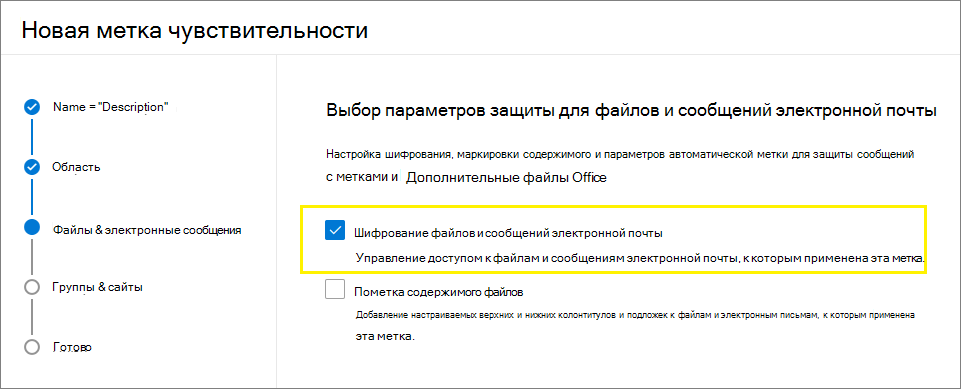 Новая метка чувствительности
Name = "Description"
Область
Файлы & электронные сообщения
Группы & сайты
Готово
Выбор параметров защиты для файлов и сообщений электронной почты
Настройка шифрования, маркировки содержимого и параметров автоматической метки для защиты сообщений
с метками и Дополнительные файлы Office
Шифрование файлов и сообщений электронной почты
Управление доступом к файлам и сообщениям электронной почты, к которым применена эта метка.
Пометка содержимого файлов
Добавление настраиваемых верхних и нижних колонтитулов и подложек к файлам и электронным письмам, к которым применена
эта метка.